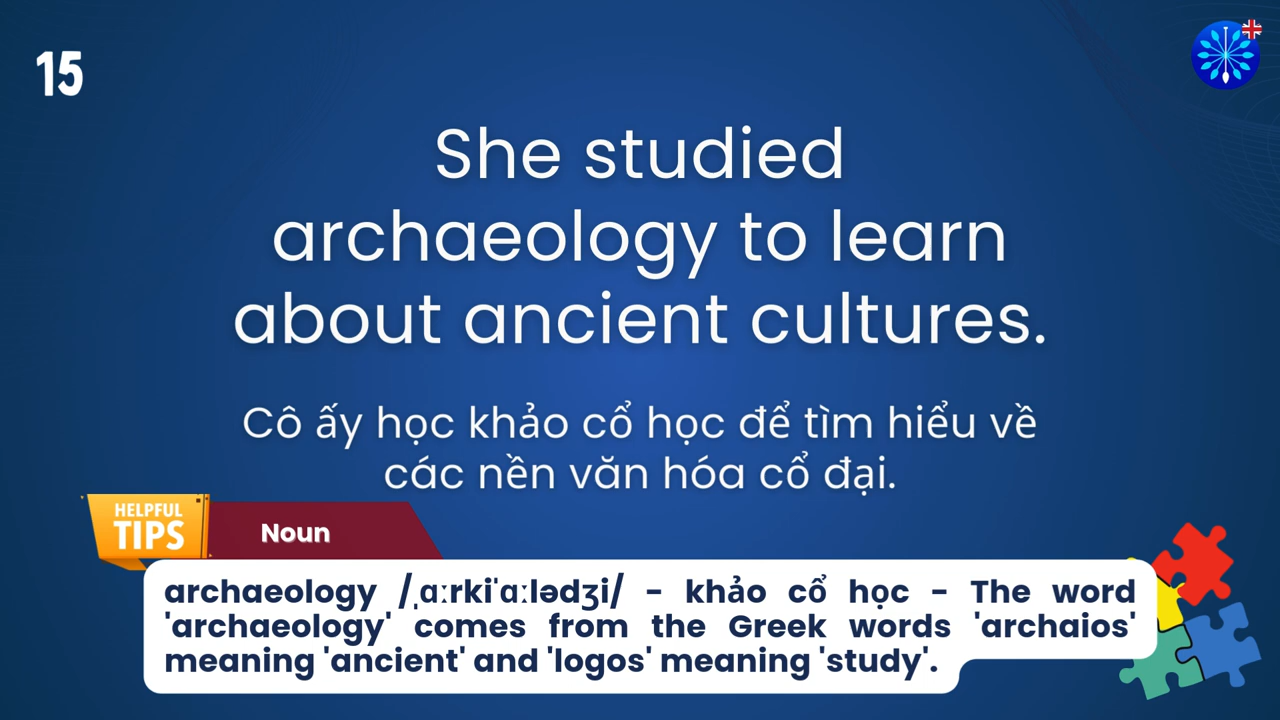 15
She studied
archaeology to learn
about ancient cultures.
Cô ấy học khảo cổ học để tìm hiểu về
các nền văn hóa cổ đại.
HELPFUL
TIPS
Noun
archaeology /ˌɑːrkiˈɑːlədʒi/ - khảo cổ học - The word
'archaeology' comes from the Greek words 'archaios'
meaning 'ancient' and 'logos' meaning 'study'.